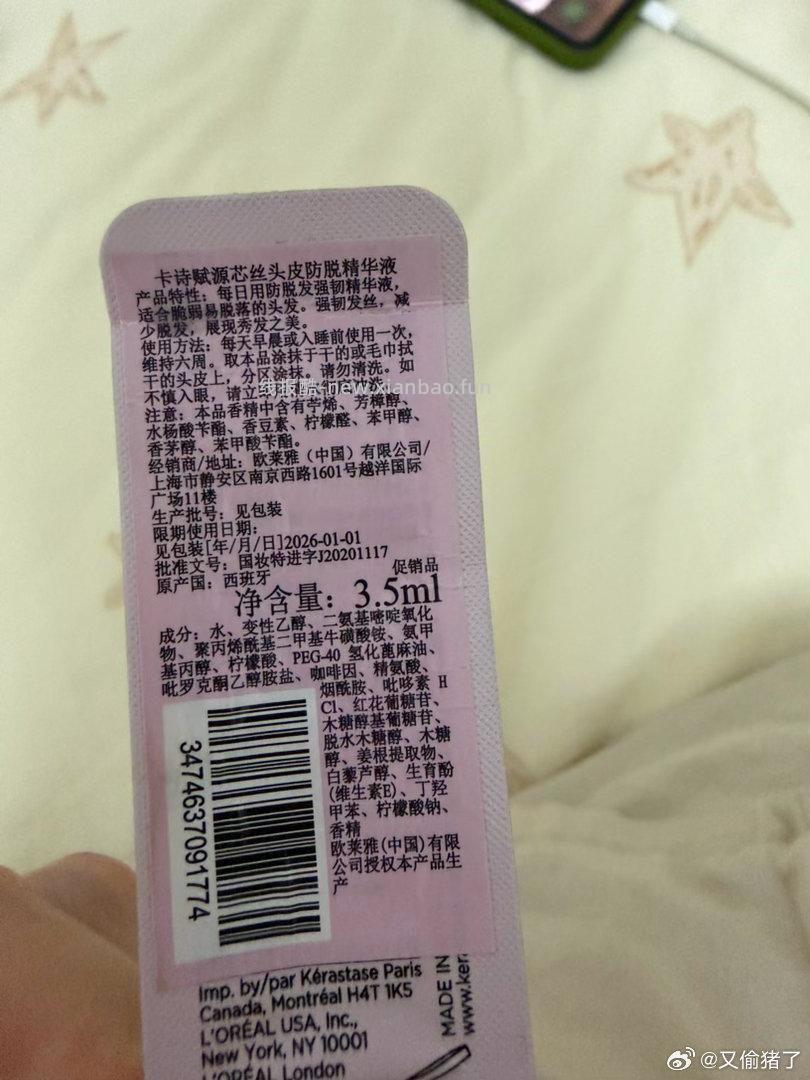 卡诗赋源芯丝头皮防脱精华液
产品特性：每日用防脱发强韧精华液，
适合脆弱易脱落的头发。强韧发丝，减
少脱发，展现秀发之美。
使用方法：每天早晨或入睡前使用一次，
维持六周。取本品涂抹于干的或毛巾拭
干的头皮上，分区涂抹。请勿清洗。如
不慎入眼，请立
线报酷-new.xianbao.fun
注意：本品香精中含有苧烯、芳樟醇、
水杨酸苄酯、香豆素、柠檬醛、苯甲醇、
香茅醇、苯甲酸苄酯。
经销商/地址：欧莱雅（中国）有限公司/
上海市静安区南京西路1601号越洋国际
广场11楼
生产批号：见包装
限期使用日期：
见包装[年/月/日]2026-01-01
批准文号：国妆特进字J20201117
原产国：西班牙
促销品
净含量：3.5ml
成分：水、变性乙醇、二氨基嘧啶氧化
物、聚丙烯酰基二甲基牛磺酸铵、氨甲
基丙醇、柠檬酸、PEG-40 氢化蓖麻油、
吡罗克酮乙醇胺盐、咖啡因、精氨酸、
烟酰胺、吡哆素 H
Cl、红花葡糖苷、
木糖醇基葡糖苷、
脱水木糖醇、木糖
醇、姜根提取物、
白藜芦醇、生育酚
(维生素E)、丁羟
甲苯、柠檬酸钠、
香精
欧莱雅(中国)有限
公司授权本产品生
产
3474637091774
Imp. by/par Kérastase Paris
Canada, Montréal H4T 1K5
L'ORÉAL USA, Inc.,
New York, NY 10001
L'ORÉAL London
MADE IN
www.ker
@又偷猪了